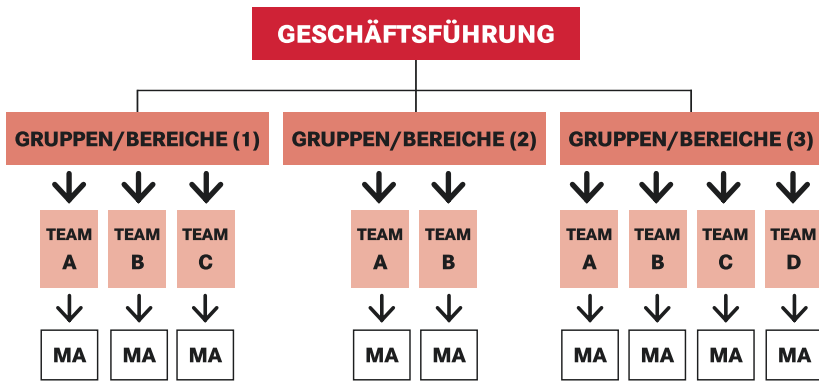 GESCHÄFTSFÜHRUNG
GRUPPEN/BEREICHE (1)
GRUPPEN/BEREICHE (2)
GRUPPEN/BEREICHE (3)
TEAM
A
TEAM
B
TEAM
C
TEAM
A
TEAM
B
TEAM
A
TEAM
B
TEAM
C
TEAM
D
MA
MA
MA
MA
MA
MA
MA
MA
MA